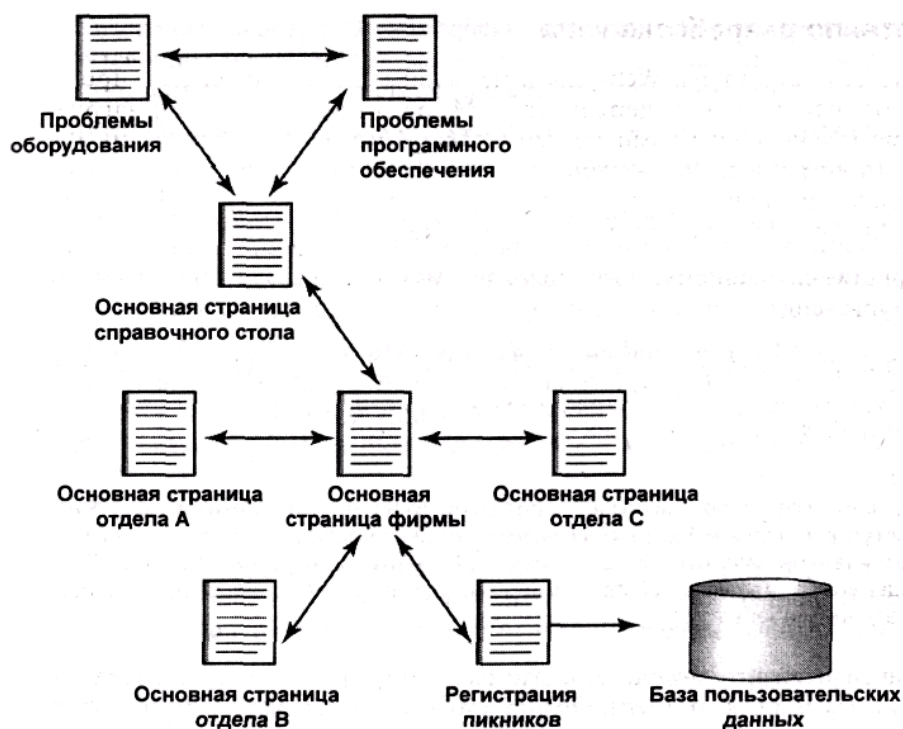 Проблемы
оборудования
Проблемы
программного
обеспечения
Основная страница
справочного стола
Основная страница
отдела А
Основная
страница фирмы
Основная страница
отдела С
Основная страница
отдела В
Регистрация
пикников
База пользовательских
данных